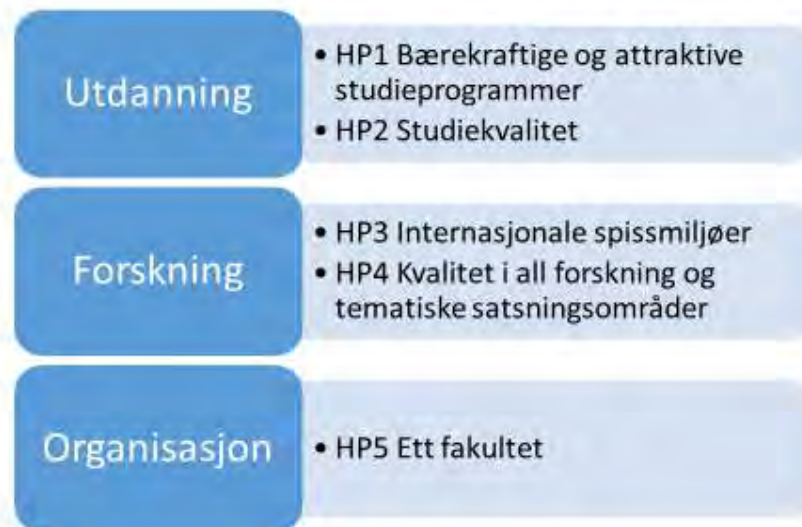 Utdanning
• HP1 Bærekraftige og attraktive
studieprogrammer
• HP2 Studiekvalitet
Forskning
• HP3 Internasjonale spissmiljøer
• HP4 Kvalitet i all forskning og
tematiske satsningsområder
Organisasjon
• HP5 Ett fakultet